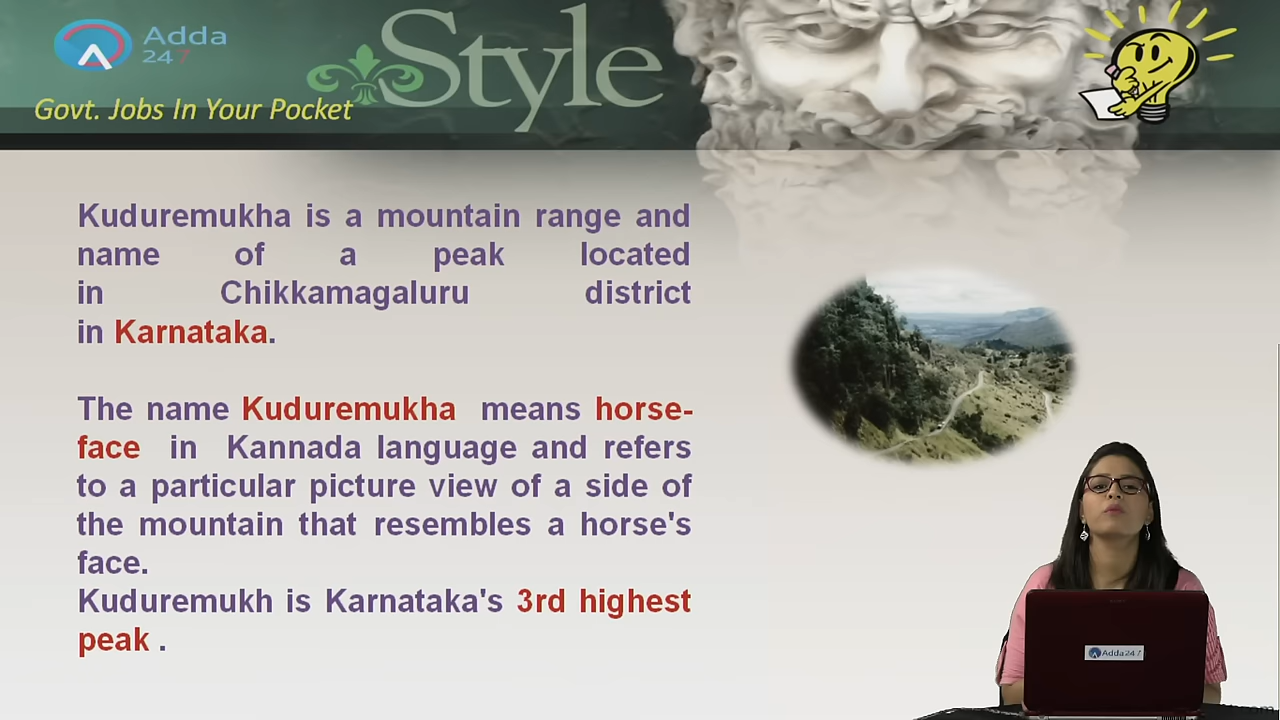 Adda
247
Style
Govt. Jobs In Your Pocket
Kuduremukha is a mountain range and
name of a peak located
in Chikkamagaluru district
in Karnataka.
The name Kuduremukha means horse-
face in Kannada language and refers
to a particular picture view of a side of
the mountain that resembles a horse's
face.
Kuduremukh is Karnataka's 3rd highest
peak .
Adda247